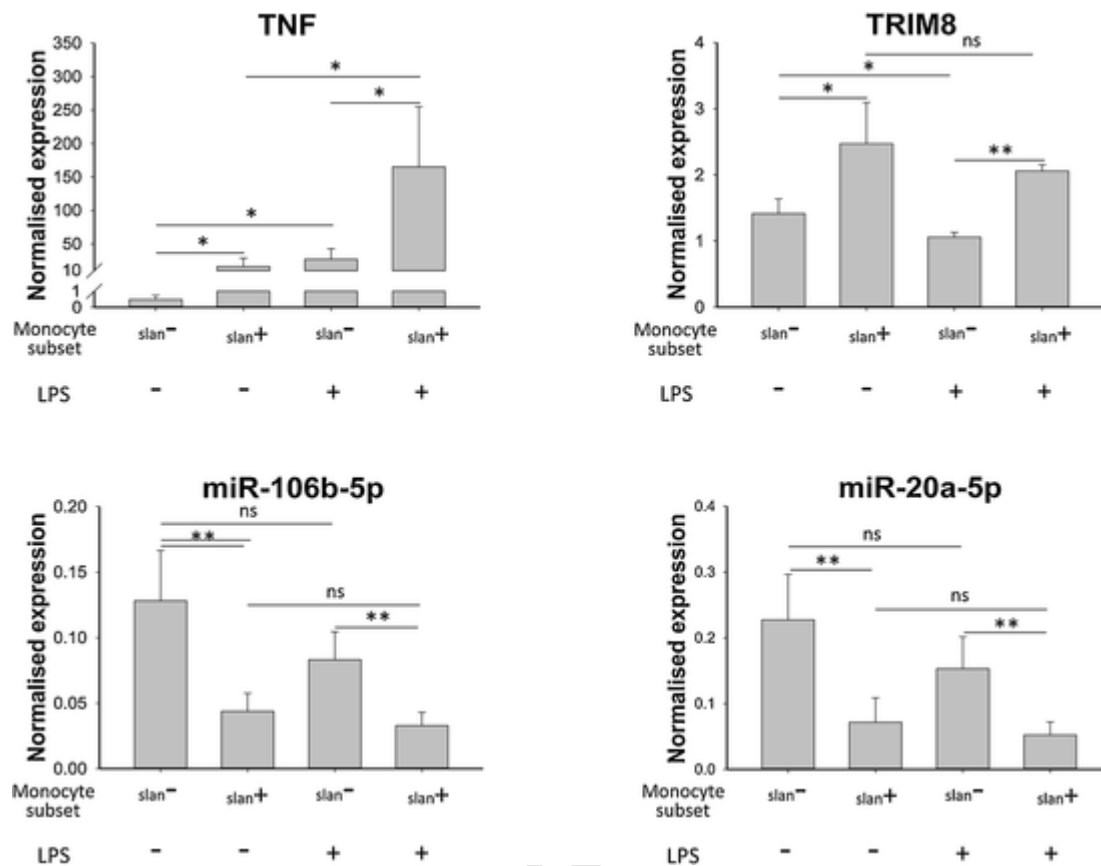 TNF
Normalised expression
350
300
250
200
150
100
50
10
1
0
*
*
*
*
Monocyte subset
slan− slan+ slan− slan+
LPS − − + +
TRIM8
Normalised expression
4
3
2
1
0
ns
*
*
**
Monocyte subset
slan− slan+ slan− slan+
LPS − − + +
miR-106b-5p
Normalised expression
0.20
0.15
0.10
0.05
0.00
ns
**
ns
**
Monocyte subset
slan− slan+ slan− slan+
LPS − − + +
miR-20a-5p
Normalised expression
0.4
0.3
0.2
0.1
0.0
ns
**
ns
**
Monocyte subset
slan− slan+ slan− slan+
LPS − − + +